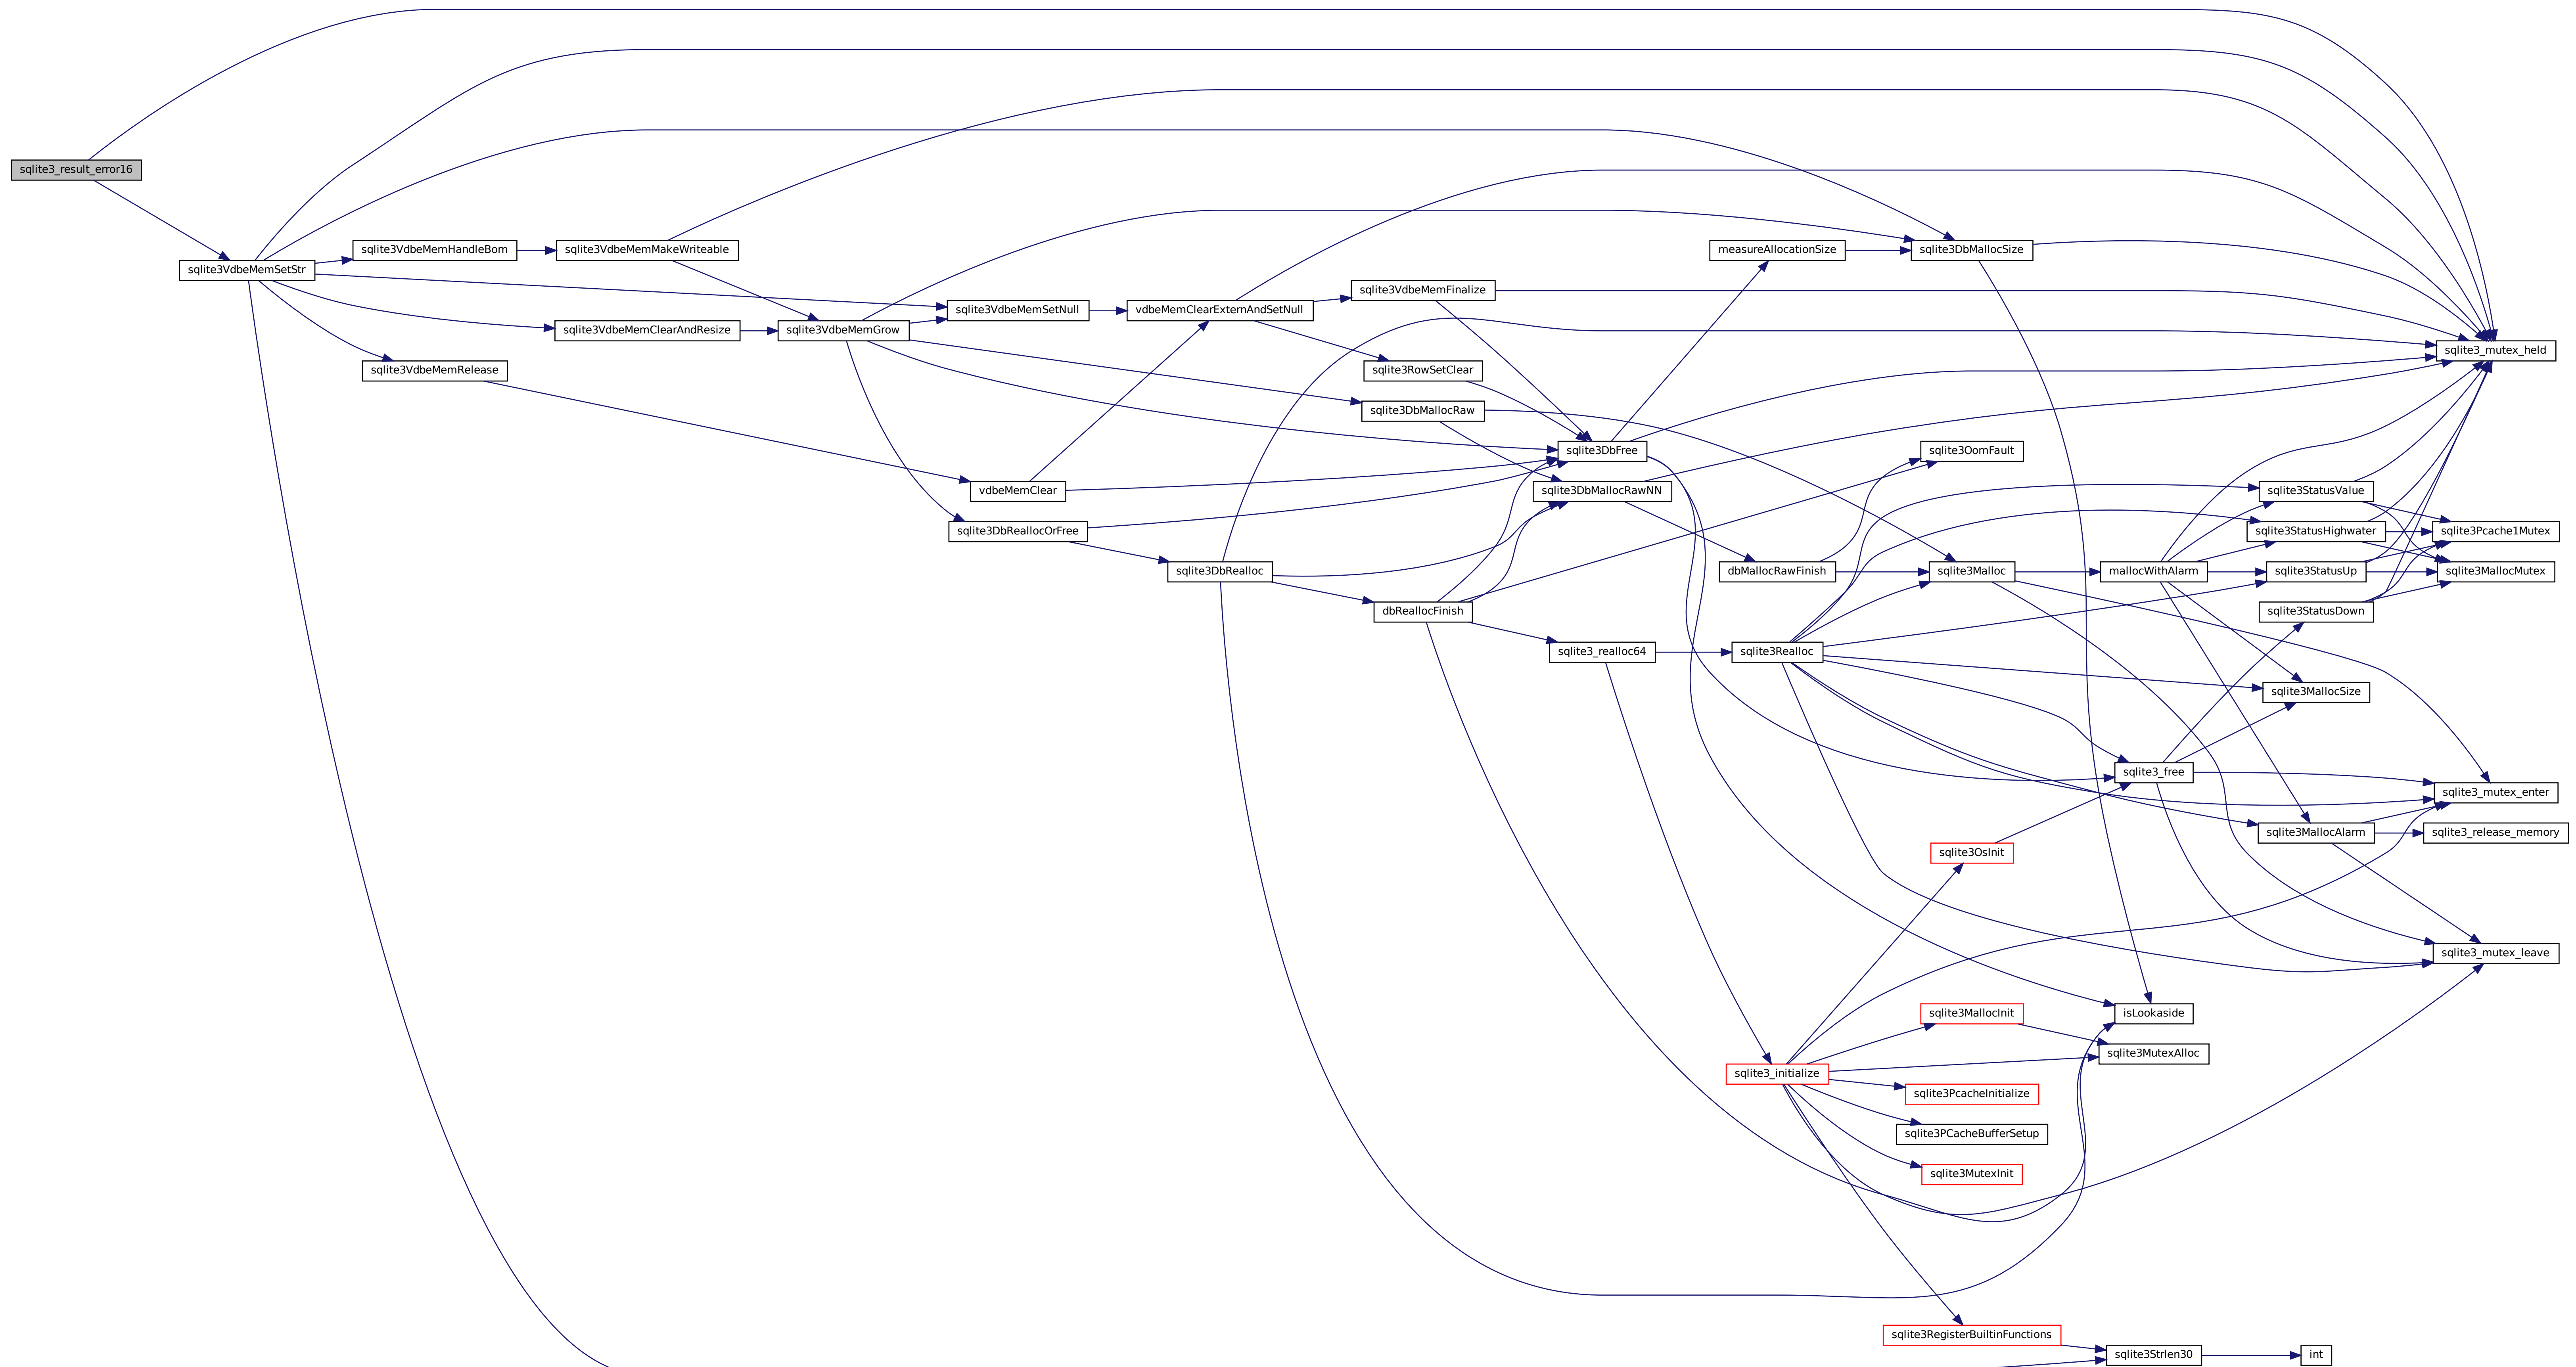 sqlite3_result_error16
sqlite3VdbeMemSetStr
sqlite3VdbeMemHandleBom
sqlite3VdbeMemRelease
sqlite3VdbeMemMakeWriteable
sqlite3VdbeMemClearAndResize
sqlite3VdbeMemGrow
sqlite3VdbeMemSetNull
vdbeMemClear
sqlite3DbReallocOrFree
vdbeMemClearExternAndSetNull
sqlite3DbRealloc
sqlite3VdbeMemFinalize
sqlite3RowSetClear
sqlite3DbMallocRaw
dbReallocFinish
sqlite3DbFree
sqlite3DbMallocRawNN
sqlite3_realloc64
measureAllocationSize
dbMallocRawFinish
sqlite3Realloc
sqlite3_initialize
sqlite3DbMallocSize
sqlite3OomFault
sqlite3Malloc
sqlite3OsInit
sqlite3MallocInit
sqlite3PcacheInitialize
sqlite3PCacheBufferSetup
sqlite3MutexInit
sqlite3RegisterBuiltinFunctions
mallocWithAlarm
sqlite3_free
isLookaside
sqlite3MutexAlloc
sqlite3Strlen30
sqlite3StatusValue
sqlite3StatusHighwater
sqlite3StatusUp
sqlite3StatusDown
sqlite3MallocSize
sqlite3MallocAlarm
int
sqlite3_mutex_held
sqlite3Pcache1Mutex
sqlite3MallocMutex
sqlite3_mutex_enter
sqlite3_release_memory
sqlite3_mutex_leave